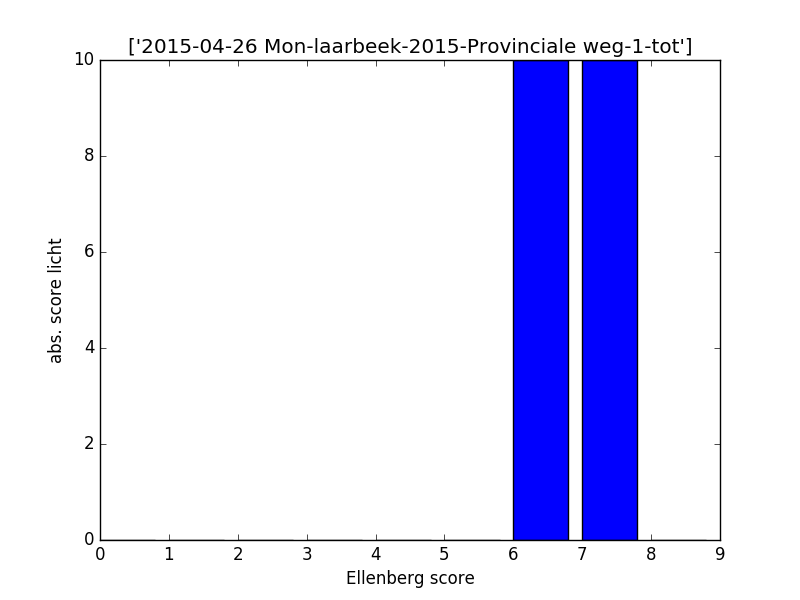 ['2015-04-26 Mon-laarbeek-2015-Provinciale weg-1-tot']
10
8
6
4
2
0
abs. score licht
0 1 2 3 4 5 6 7 8 9
Ellenberg score